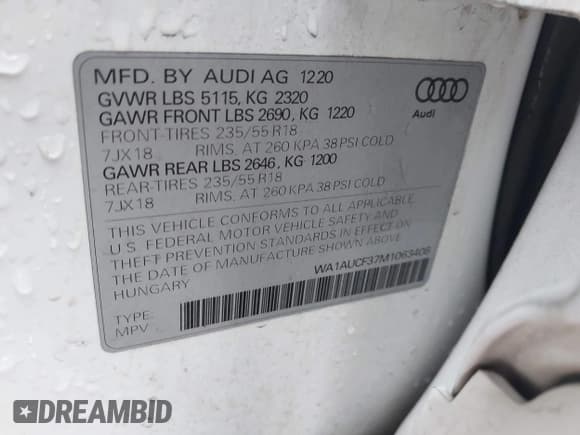 MFD. BY AUDI AG 1220
GVWR LBS 5115, KG 2320
GAWR FRONT LBS 2690, KG 1220
FRONT-TIRES 235/55 R18
7JX18 RIMS. AT 260 KPA 38 PSI COLD
GAWR REAR LBS 2646, KG 1200
REAR-TIRES 235/55 R18
7JX18 RIMS. AT 260 KPA 38 PSI COLD
Audi
THIS VEHICLE CONFORMS TO ALL APPLICABLE
U S FEDERAL MOTOR VEHICLE SAFETY AND
THEFT PREVENTION STANDARDS IN EFFECT ON
THE DATE OF MANUFACTURE SHOWN ABOVE.
HUNGARY
WA1AUCF37M1063406
TYPE:
MPV
DREAMBID